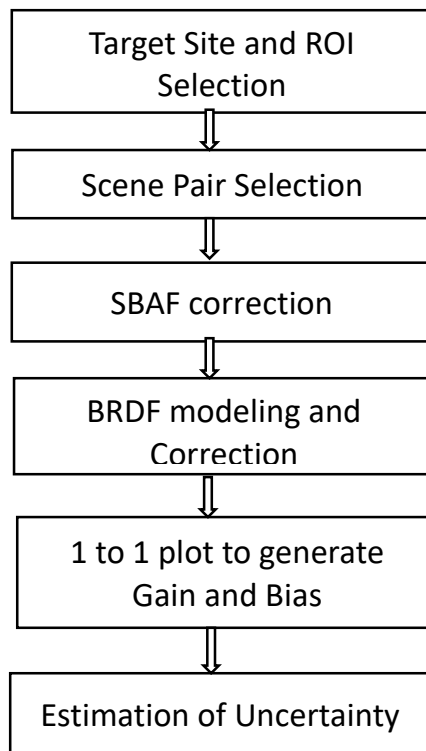 Target Site and ROI
Selection
Scene Pair Selection
SBAF correction
BRDF modeling and
Correction
1 to 1 plot to generate
Gain and Bias
Estimation of Uncertainty